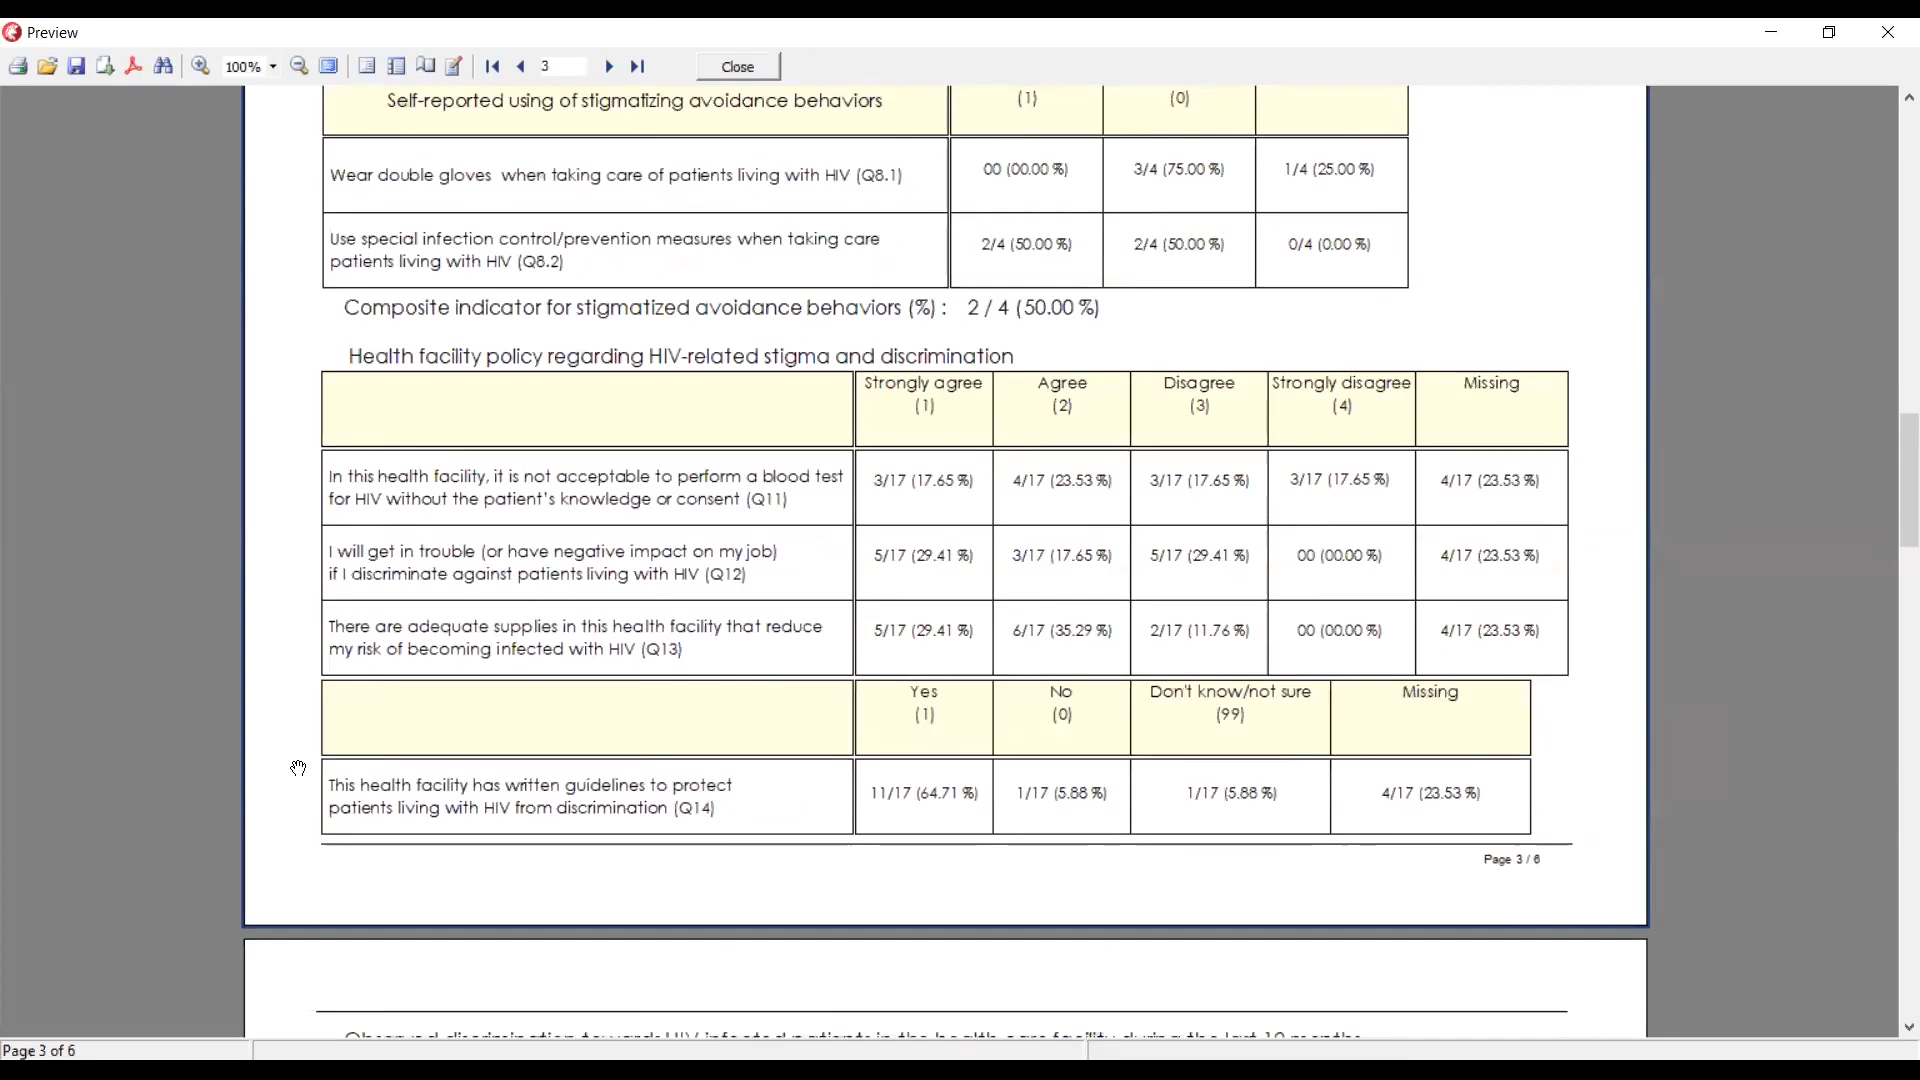 Preview
100%
3
Close
Self-reported using of stigmatizing avoidance behaviors
(1)
(0)
Wear double gloves when taking care of patients living with HIV (Q8.1)
00 (00.00 %)
3/4 (75.00 %)
1/4 (25.00 %)
Use special infection control/prevention measures when taking care
patients living with HIV (Q8.2)
2/4 (50.00 %)
2/4 (50.00 %)
0/4 (0.00 %)
Composite indicator for stigmatized avoidance behaviors (%) : 2 / 4 (50.00 %)
Health facility policy regarding HIV-related stigma and discrimination
Strongly agree
(1)
Agree
(2)
Disagree
(3)
Strongly disagree
(4)
Missing
In this health facility, it is not acceptable to perform a blood test
for HIV without the patient's knowledge or consent (Q11)
3/17 (17.65 %)
4/17 (23.53 %)
3/17 (17.65 %)
3/17 (17.65 %)
4/17 (23.53 %)
I will get in trouble (or have negative impact on my job)
if I discriminate against patients living with HIV (Q12)
5/17 (29.41 %)
3/17 (17.65 %)
5/17 (29.41 %)
00 (00.00 %)
4/17 (23.53 %)
There are adequate supplies in this health facility that reduce
my risk of becoming infected with HIV (Q13)
5/17 (29.41 %)
6/17 (35.29 %)
2/17 (11.76 %)
00 (00.00 %)
4/17 (23.53 %)
Yes
(1)
No
(0)
Don't know/not sure
(99)
Missing
This health facility has written guidelines to protect
patients living with HIV from discrimination (Q14)
11/17 (64.71 %)
1/17 (5.88 %)
1/17 (5.88 %)
4/17 (23.53 %)
Page 3 / 6
Page 3 of 6